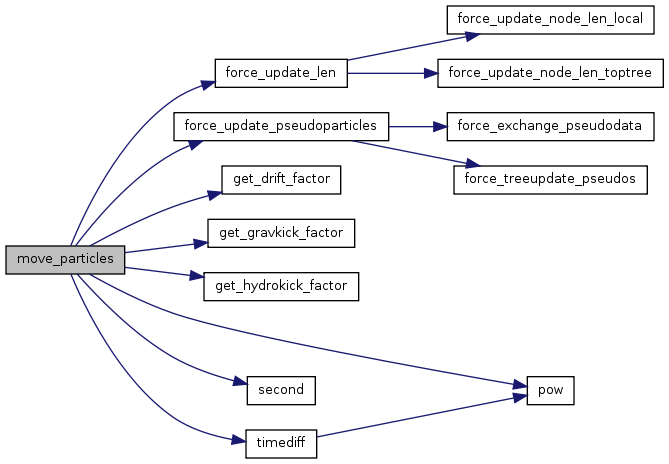 force_update_node_len_local
force_update_len
force_update_node_len_toptree
force_update_pseudoparticles
force_exchange_pseudodata
get_drift_factor
force_treeupdate_pseudos
get_gravkick_factor
move_particles
get_hydrokick_factor
second
pow
timediff